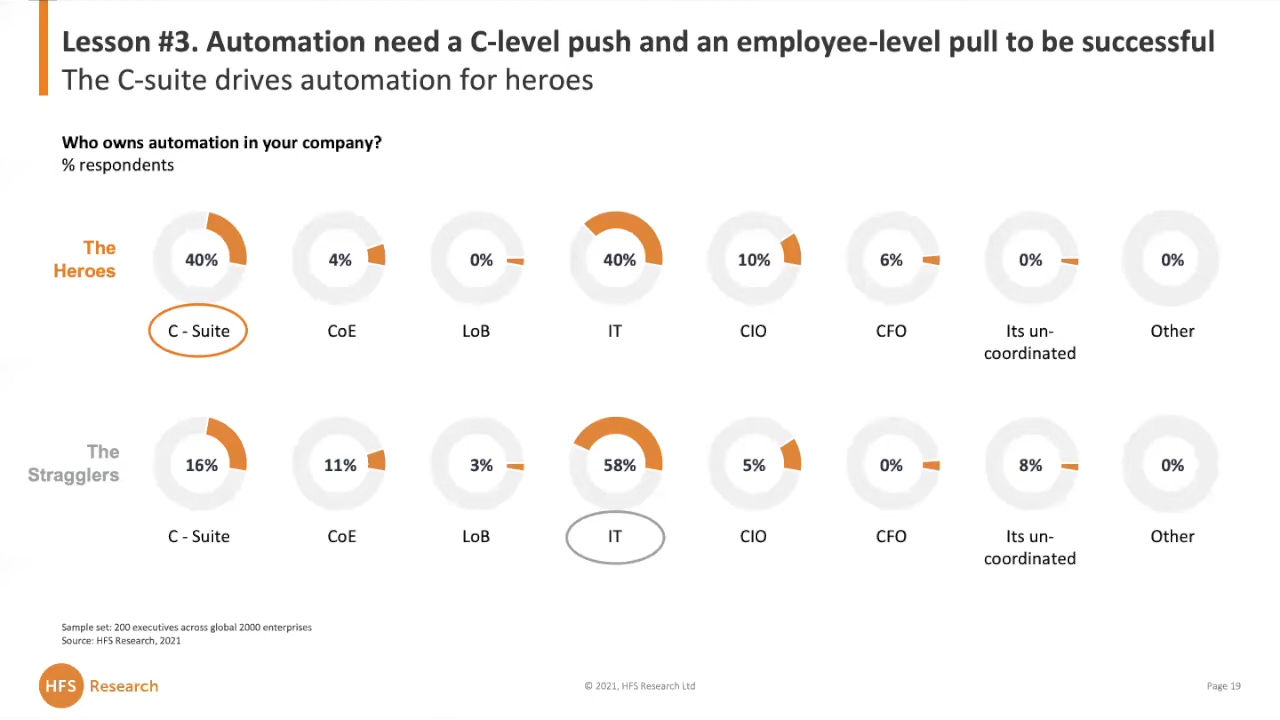 Lesson #3. Automation need a C-level push and an employee-level pull to be successful
The C-suite drives automation for heroes
Who owns automation in your company?
% respondents
The
Heroes
40%
4%
0%
40%
10%
6%
0%
0%
C - Suite
CoE
LoB
IT
CIO
CFO
Its un-
coordinated
Other
The
Stragglers
16%
11%
3%
58%
5%
0%
8%
0%
C - Suite
CoE
LoB
IT
CIO
CFO
Its un-
coordinated
Other
Sample set: 200 executives across global 2000 enterprises
Source: HFS Research, 2021
HFS Research
© 2021, HFS Research Ltd
Page 19